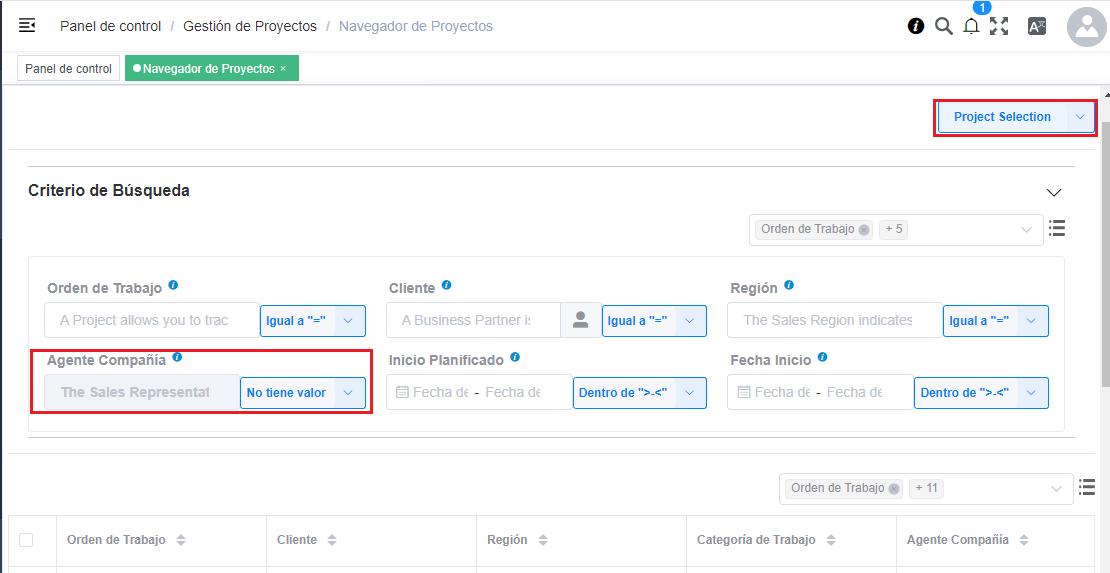 Panel de control / Gestión de Proyectos / Navegador de Proyectos
1
Panel de control
Navegador de Proyectos ×
Project Selection
Criterio de Búsqueda
Orden de Trabajo + 5
Orden de Trabajo Cliente Región
A Project allows you to trac Igual a "=" A Business Partner is Igual a "=" The Sales Region indicates Igual a "="
Agente Compañía Inicio Planificado Fecha Inicio
The Sales Representat No tiene valor Fecha de - Fecha de Dentro de ">-<" Fecha de - Fecha de Dentro de ">-<"
Orden de Trabajo + 11
Orden de Trabajo Cliente Región Categoría de Trabajo Agente Compañía